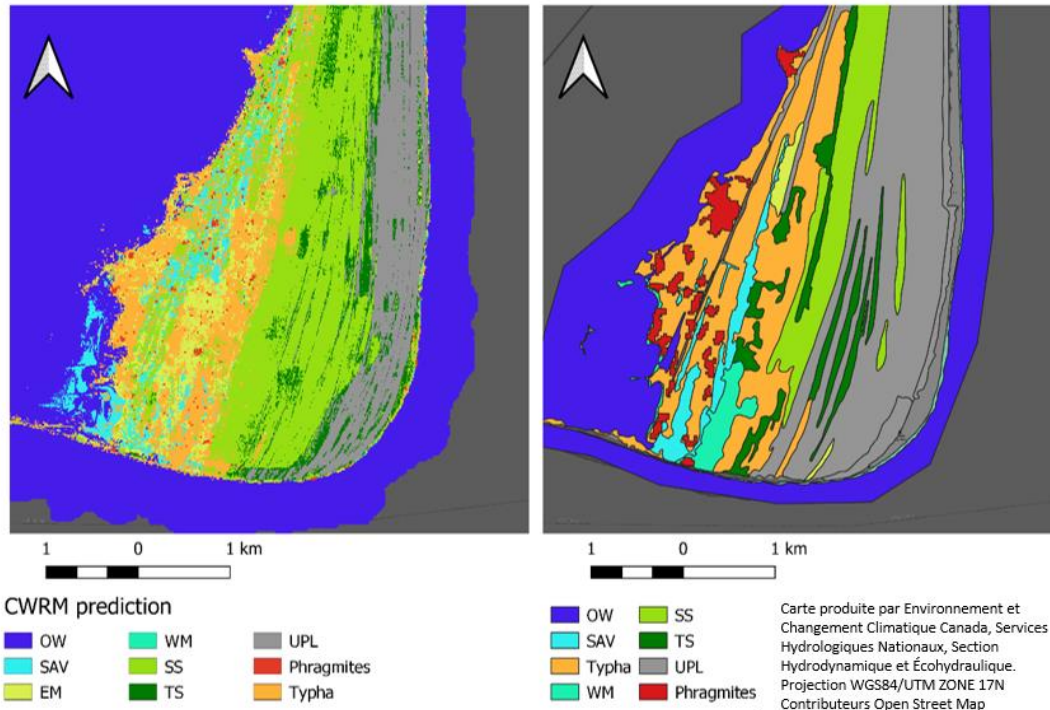 1 0 1 km
1 0 1 km
CWRM prediction
OW
WM
UPL
SAV
SS
Phragmites
EM
TS
Typha
OW
SS
SAV
TS
Typha
UPL
WM
Phragmites
Carte produite par Environnement et
Changement Climatique Canada, Services
Hydrologiques Nationaux, Section
Hydrodynamique et Écohydraulique.
Projection WGS84/UTM ZONE 17N
Contributeurs Open Street Map